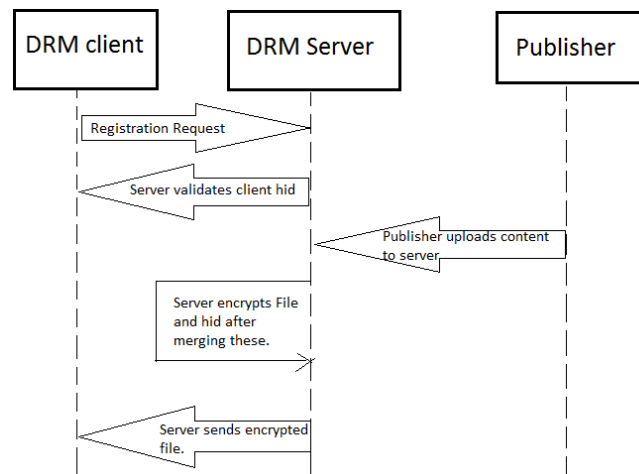 DRM client
DRM Server
Publisher
Registration Request
Server validates client hid
Publisher uploads content
to server
Server encrypts File
and hid after
merging these.
Server sends encrypted
file.